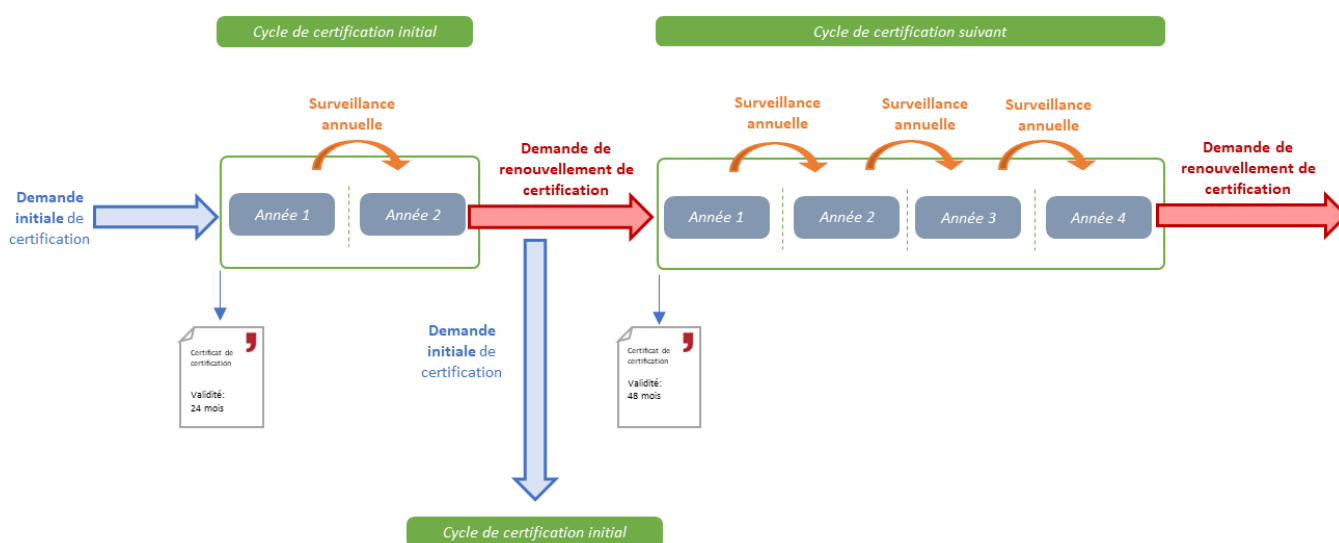 Cycle de certification initial
Cycle de certification suivant
Surveillance
annuelle
Surveillance
annuelle
Surveillance
annuelle
Surveillance
annuelle
Demande de
renouvellement de
certification
Demande de
renouvellement de
certification
Demande
initiale de
certification
Année 1
Année 2
Année 1
Année 2
Année 3
Année 4
Demande
initiale de
certification
Certificat de
certification
Validité:
24 mois
Certificat de
certification
Validité:
48 mois
Cycle de certification initial